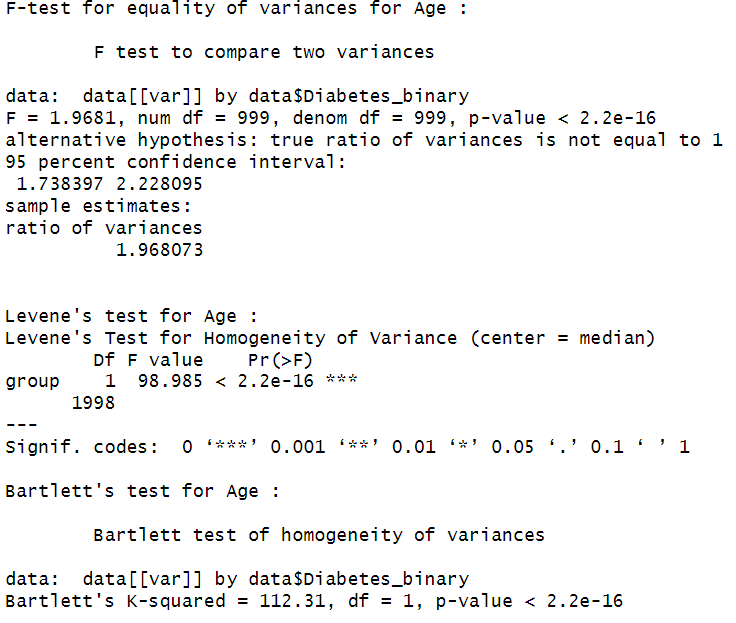 F-test for equality of variances for Age :
F test to compare two variances
data:  data[[var]] by data$Diabetes_binary
F = 1.9681, num df = 999, denom df = 999, p-value < 2.2e-16
alternative hypothesis: true ratio of variances is not equal to 1
95 percent confidence interval:
1.738397 2.228095
sample estimates:
ratio of variances
1.968073
Levene's test for Age :
Levene's Test for Homogeneity of Variance (center = median)
Df F value    Pr(>F)
group    1  98.985 < 2.2e-16 ***
1998
---
Signif. codes:  0 ‘***’ 0.001 ‘**’ 0.01 ‘*’ 0.05 ‘.’ 0.1 ‘ ’ 1
Bartlett's test for Age :
Bartlett test of homogeneity of variances
data:  data[[var]] by data$Diabetes_binary
Bartlett's K-squared = 112.31, df = 1, p-value < 2.2e-16